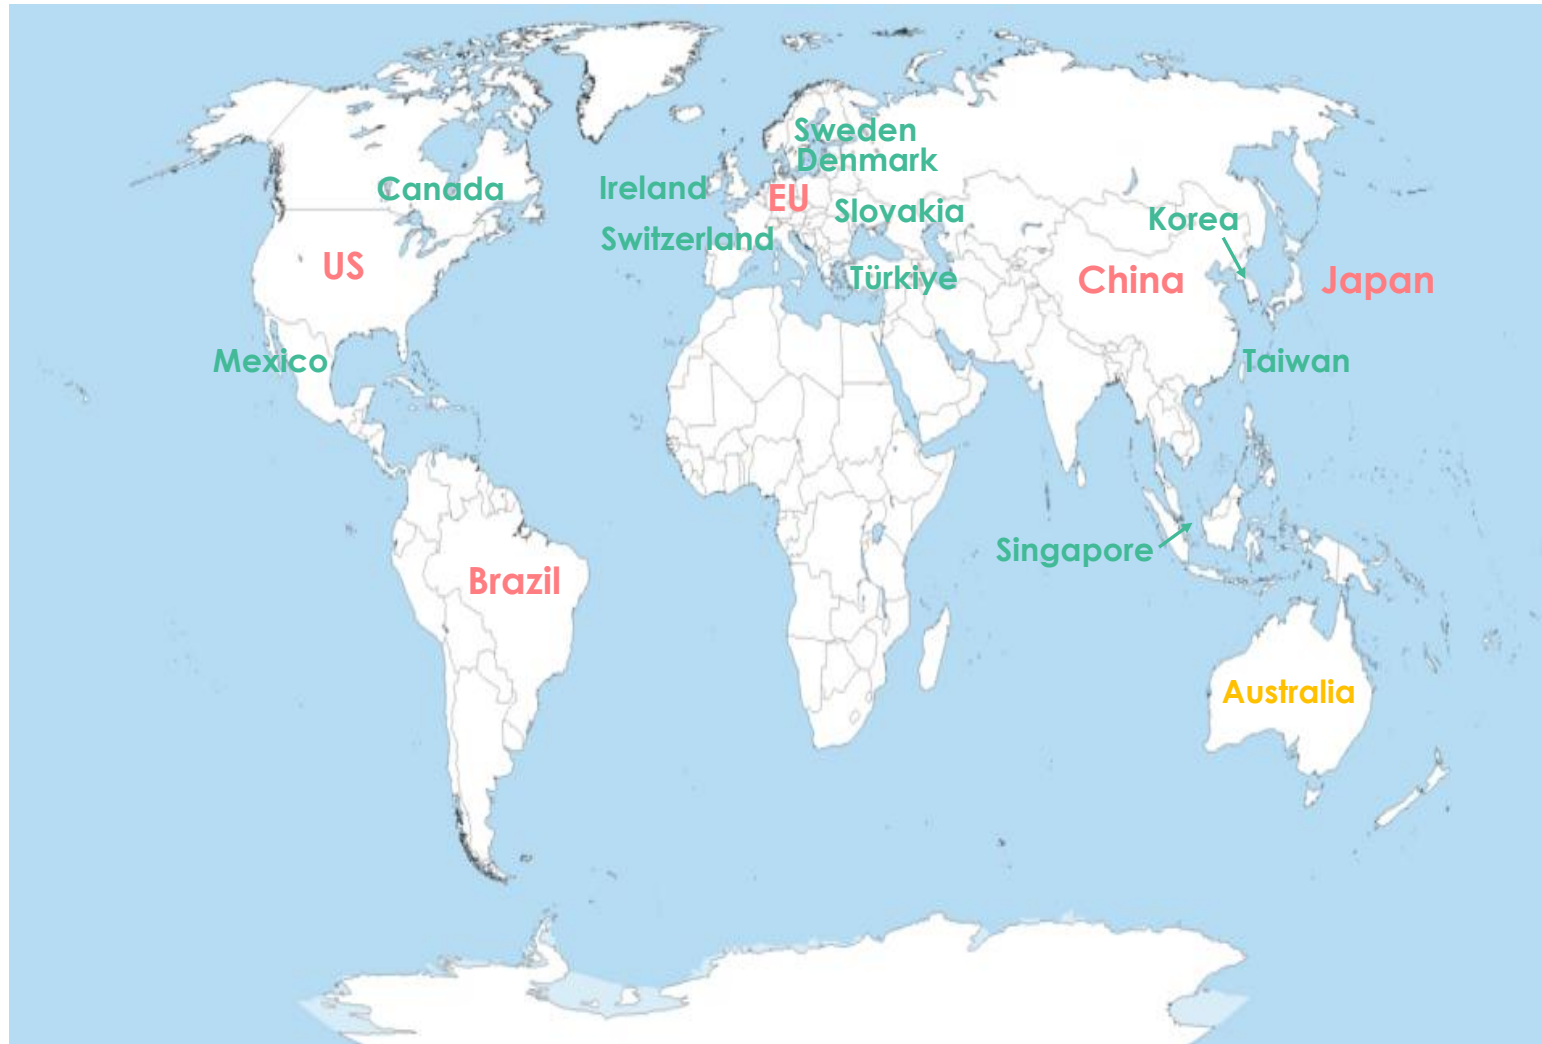 Sweden
Denmark
Canada
Ireland
EU
Slovakia
Korea
Switzerland
US
Türkiye
China
Japan
Mexico
Taiwan
Singapore
Brazil
Australia